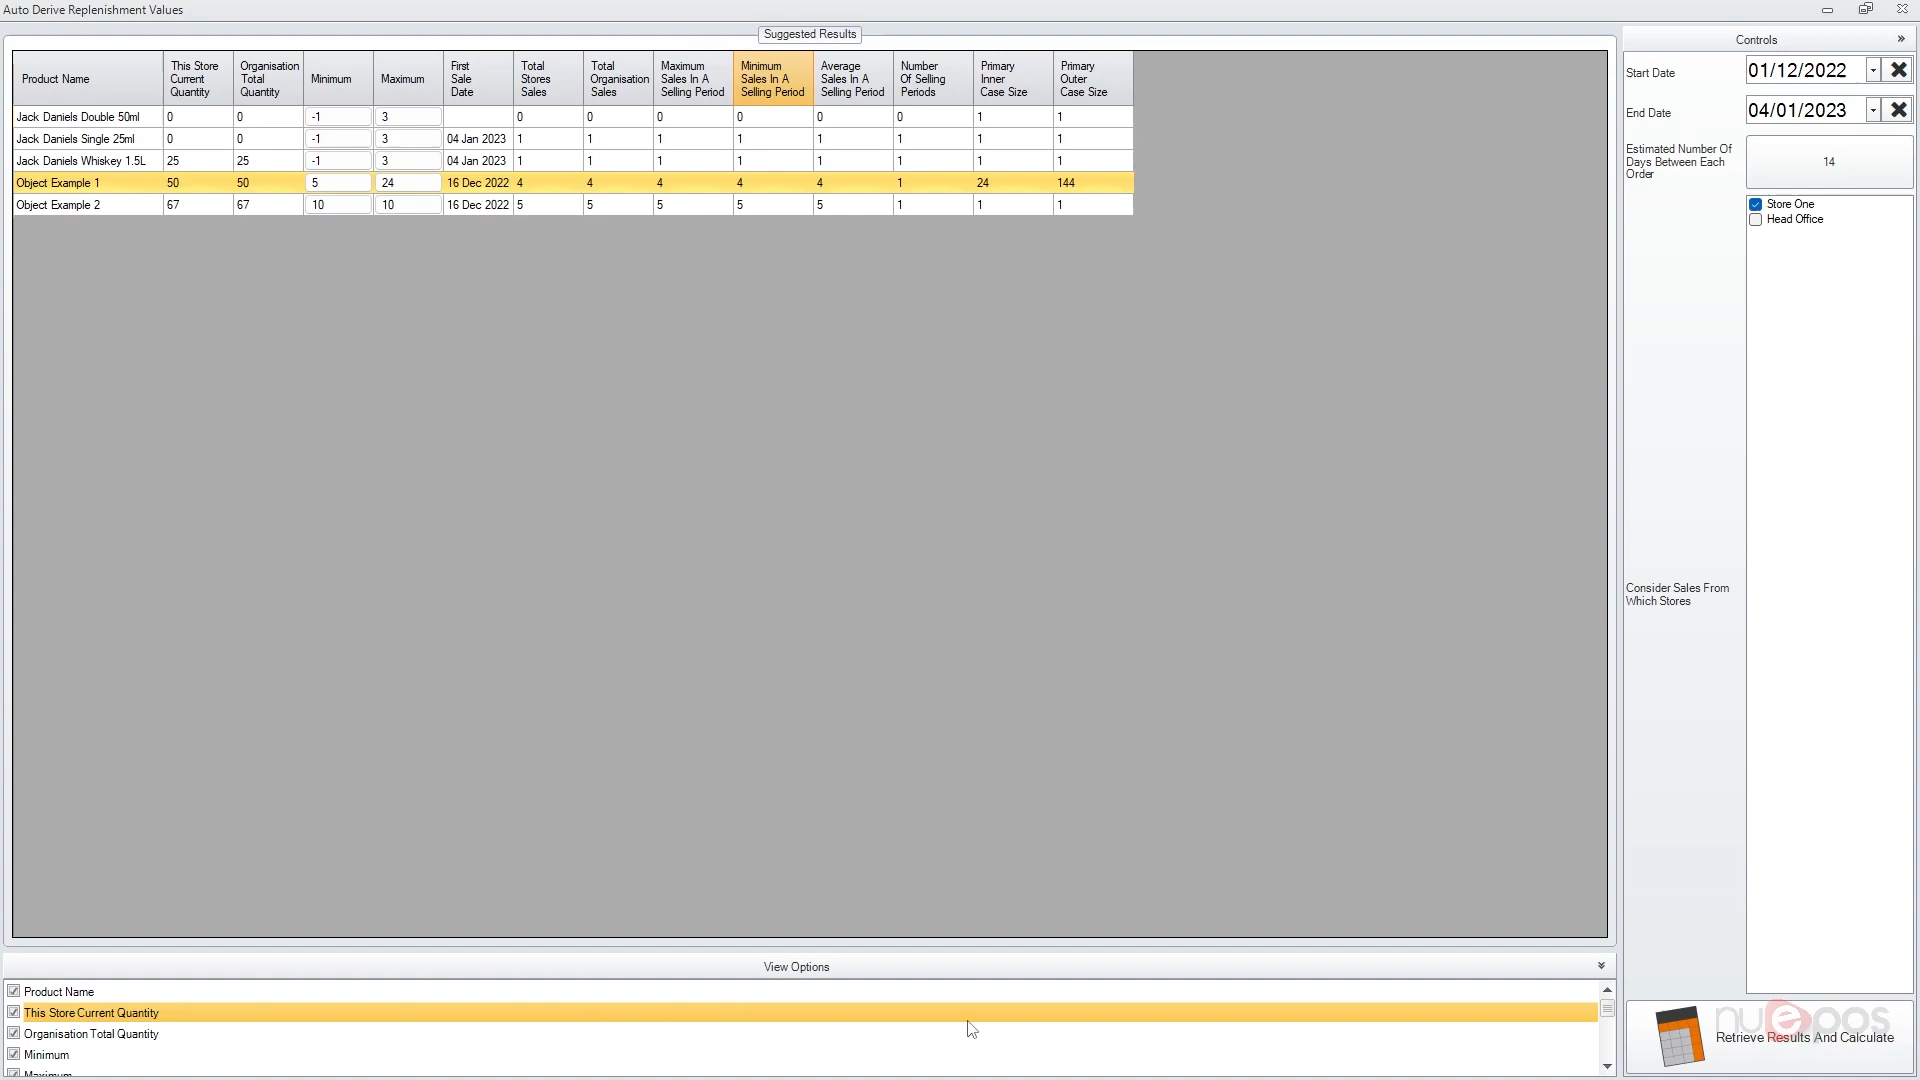 Auto Derive Replenishment Values
Suggested Results
Product Name This Store Current Quantity Organisation Total Quantity Minimum Maximum First Sale Date Total Stores Sales Total Organisation Sales Maximum Sales In A Selling Period Minimum Sales In A Selling Period Average Sales In A Selling Period Number Of Selling Periods Primary Inner Case Size Primary Outer Case Size
Jack Daniels Double 50ml 0 0 -1 3 0 0 0 0 0 0 1 1
Jack Daniels Single 25ml 0 0 -1 3 04 Jan 2023 1 1 1 1 1 1 1 1
Jack Daniels Whiskey 1.5L 25 25 -1 3 04 Jan 2023 1 1 1 1 1 1 1 1
Object Example 1 50 50 5 24 16 Dec 2022 4 4 4 4 4 1 24 144
Object Example 2 67 67 10 10 16 Dec 2022 5 5 5 5 5 1 1 1
Controls
Start Date 01/12/2022
End Date 04/01/2023
Estimated Number Of Days Between Each Order 14
Store One
Head Office
Consider Sales From
Which Stores
View Options
Product Name
This Store Current Quantity
Organisation Total Quantity
Minimum
Maximum
nuepos
Retrieve Results And Calculate